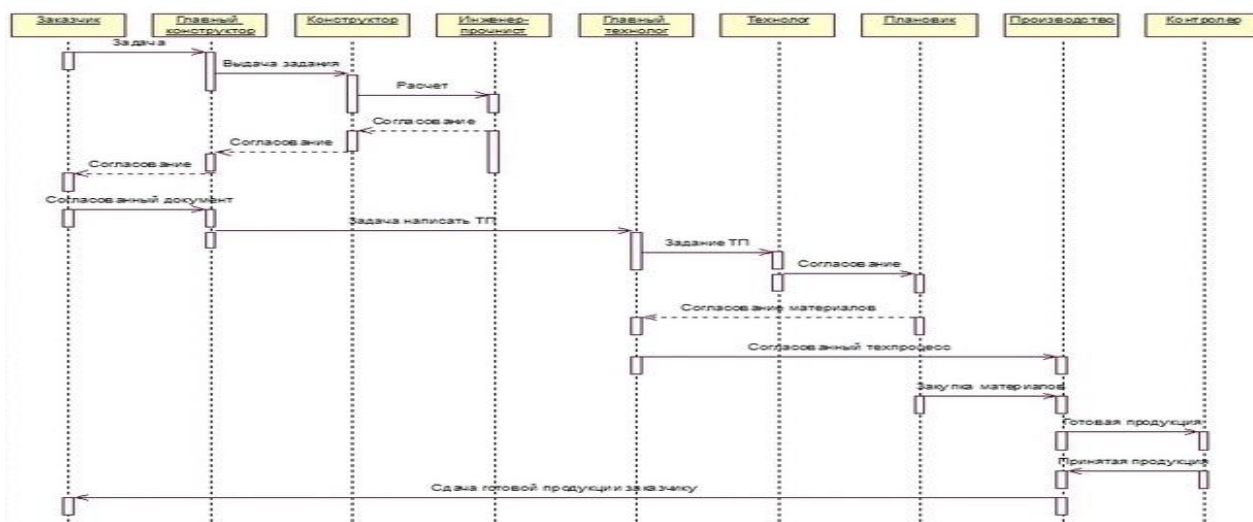 Заказчик
Главный
конструктор
Конструктор
Инженер-
прочнист
Главный
технолог
Технолог
Плановик
Производство
Контролер
Задача
Выдача задания
Расчет
Согласование
Согласование
Согласование
Согласованный документ
Задача написать ТП
Задание ТП
Согласование
Согласование материалов
Согласованный техпроцесс
Закупка материалов
Готовая продукция
Принятая продукция
Сдача готовой продукции заказчику